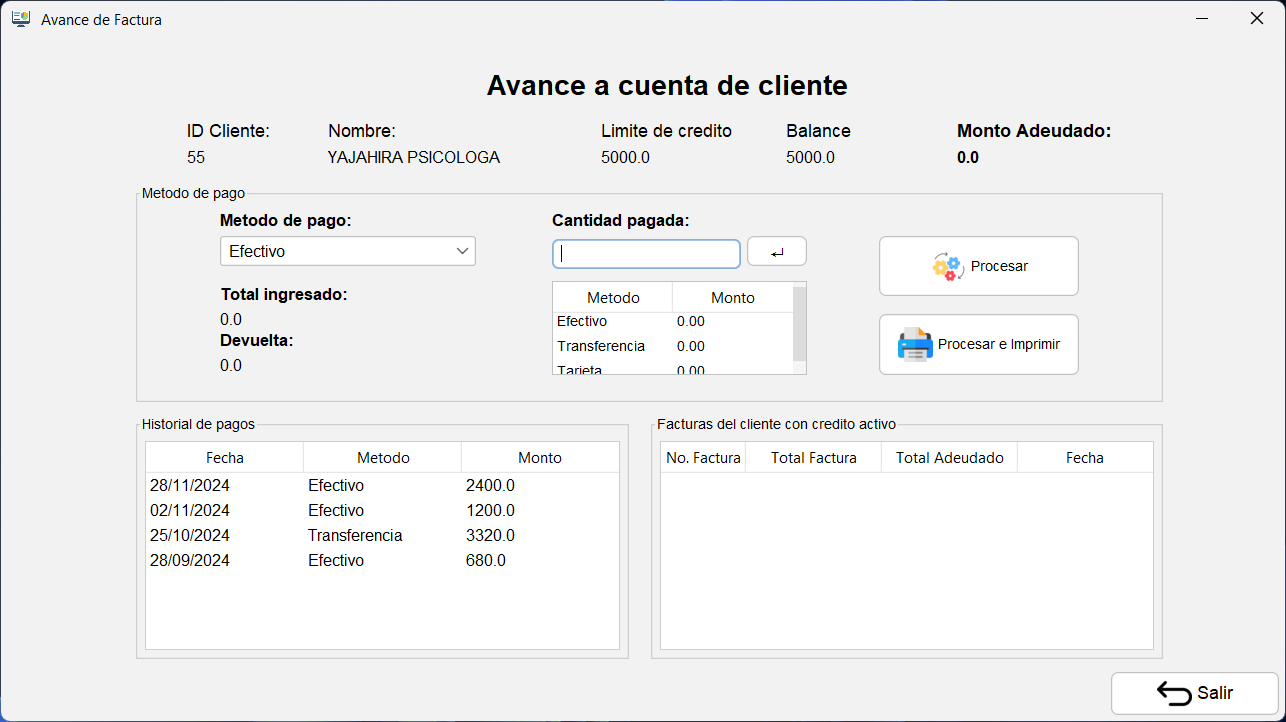 Avance de Factura
Avance a cuenta de cliente
ID Cliente: Nombre: Limite de credito Balance Monto Adeudado:
55 YAJAHIRA PSICOLOGA 5000.0 5000.0 0.0
Metodo de pago
Metodo de pago: Cantidad pagada:
Efectivo
Procesar
Total ingresado:
0.0
Devuelta:
0.0
Metodo Monto
Efectivo 0.00
Transferencia 0.00
Tarjeta 0.00
Procesar e Imprimir
Historial de pagos
Fecha Metodo Monto
28/11/2024 Efectivo 2400.0
02/11/2024 Efectivo 1200.0
25/10/2024 Transferencia 3320.0
28/09/2024 Efectivo 680.0
Facturas del cliente con credito activo
No. Factura Total Factura Total Adeudado Fecha
Salir